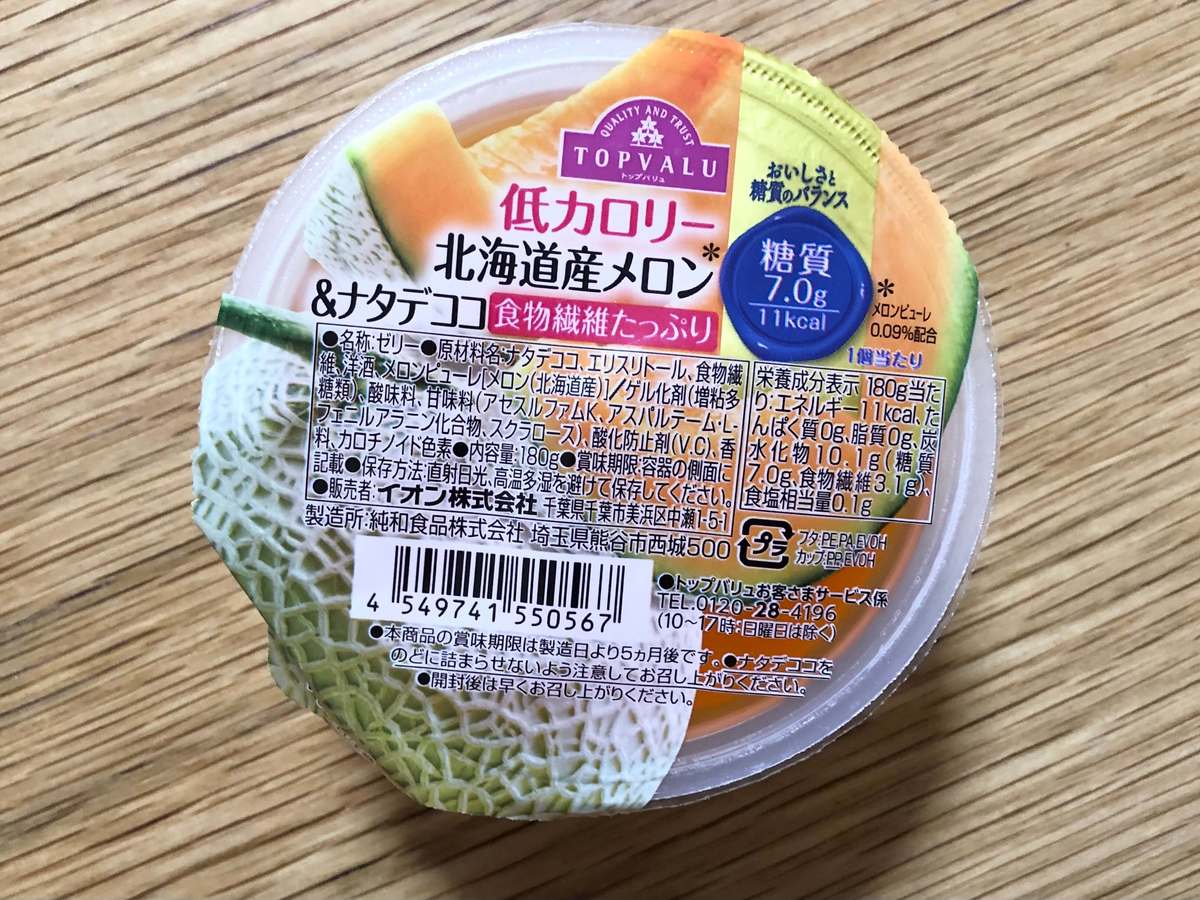 QUALITY AND TRUST
TOPVALU
トップバリュ
低カロリー
北海道産メロン*
&ナタデココ
食物繊維たっぷり
おいしさと
糖質のバランス
糖質
7.0g
11kcal
*
メロンピューレ
0.09%配合
1個当たり
●名称:ゼリー●原材料名:ナタデココ、エリスリトール、食物繊
維、洋酒、メロンピューレ[メロン(北海道産)]/ゲル化剤(増粘多
糖類)、酸味料、甘味料(アセスルファムK、アスパルテーム・L-
フェニルアラニン化合物、スクラロース)、酸化防止剤(V.C)、香
料、カロチノイド色素●内容量:180g●賞味期限:容器の側面に
記載●保存方法:直射日光、高温多湿を避けて保存してください。
●販売者:イオン株式会社 千葉県千葉市美浜区中瀬1-5-1
製造所:純和食品株式会社 埼玉県熊谷市西城500
栄養成分表示 180g当た
り:エネルギー11kcal、た
んぱく質0g、脂質0g、炭
水化物10.1g(糖質
7.0g、食物繊維3.1g)、
食塩相当量0.1g
プラ
フタ:PE,PA,EVOH
カップ:PP,EVOH
4 549741 550567
●トップバリュお客さまサービス係
TEL.0120-28-4196
(10〜17時:日曜日は除く)
●本商品の賞味期限は製造日より5ヵ月後です。●ナタデココを
のどに詰まらせないよう注意してお召し上がりください。
●開封後は早くお召し上がりください。